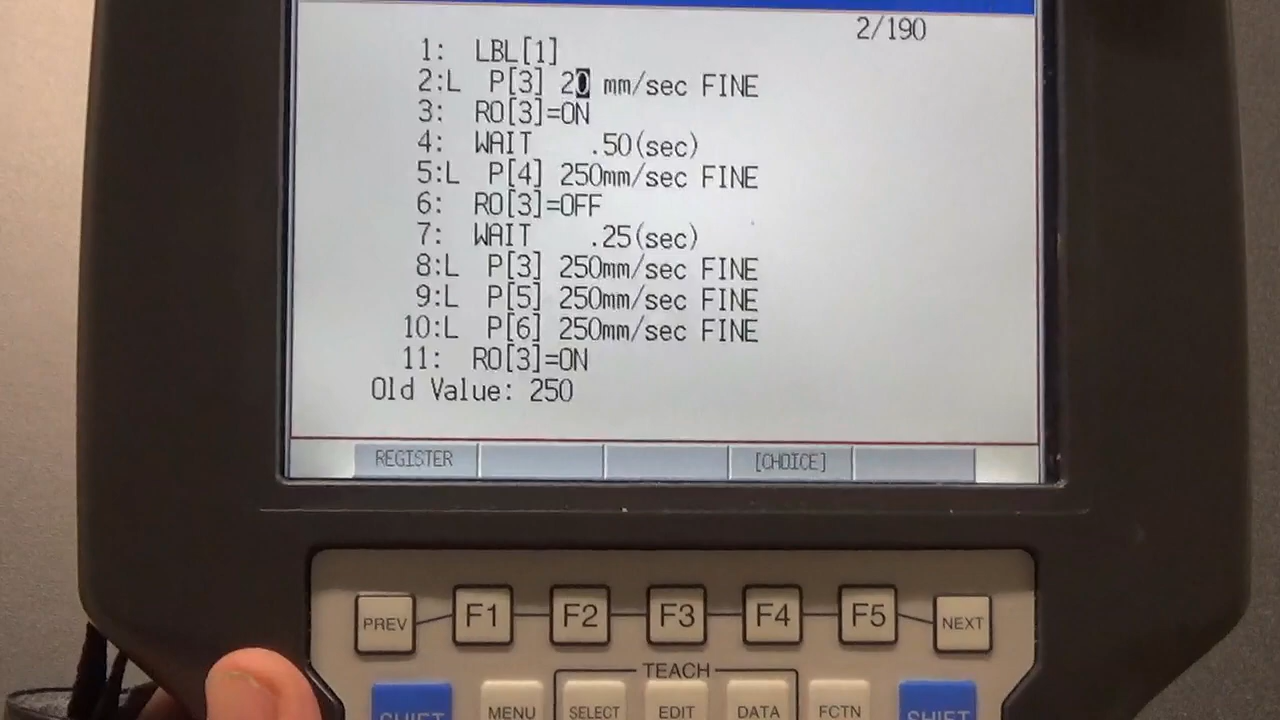 2/190
1: LBL[1]
2:L P[3] 20 mm/sec FINE
3: RO[3]=ON
4: WAIT .50(sec)
5:L P[4] 250mm/sec FINE
6: RO[3]=OFF
7: WAIT .25(sec)
8:L P[3] 250mm/sec FINE
9:L P[5] 250mm/sec FINE
10:L P[6] 250mm/sec FINE
11: RO[3]=ON
Old Value: 250
REGISTER [CHOICE]
PREV F1 F2 F3 F4 F5 NEXT
TEACH
SHIFT MENU SELECT EDIT DATA FCTN SHIFT